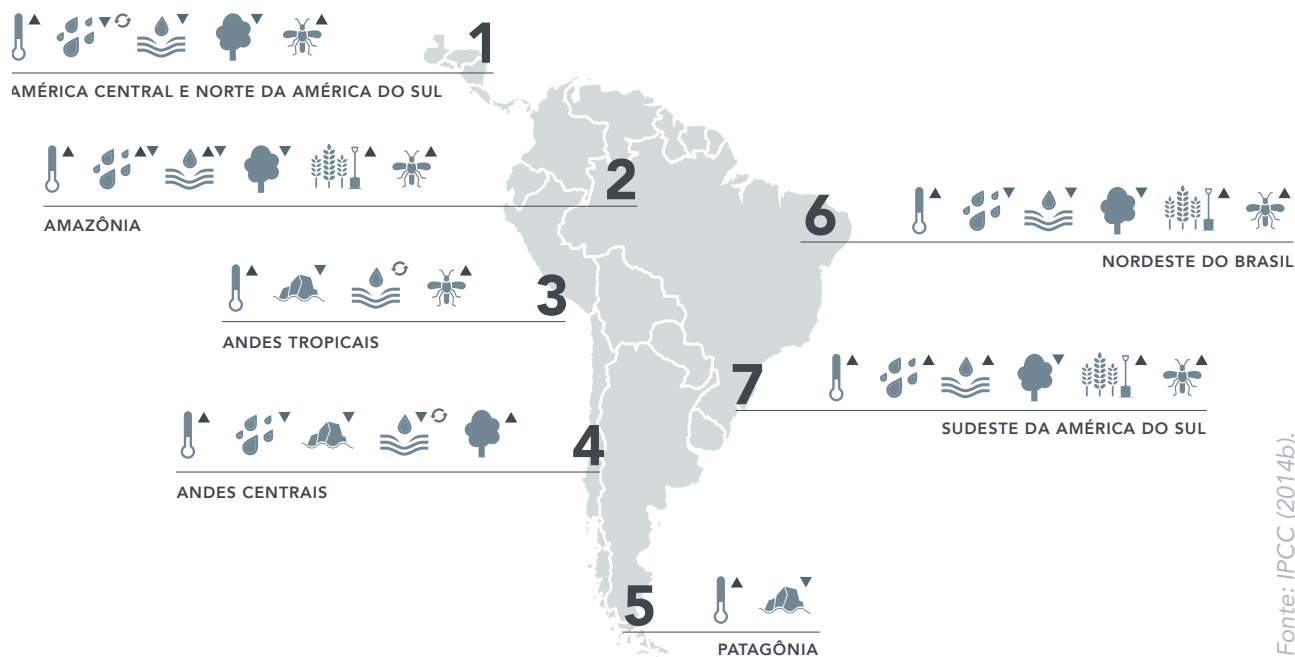 1
AMÉRICA CENTRAL E NORTE DA AMÉRICA DO SUL
2
AMAZÔNIA
6
NORDESTE DO BRASIL
3
ANDES TROPICAIS
7
SUDESTE DA AMÉRICA DO SUL
4
ANDES CENTRAIS
5
PATAGÔNIA
Fonte: IPCC (2014b).